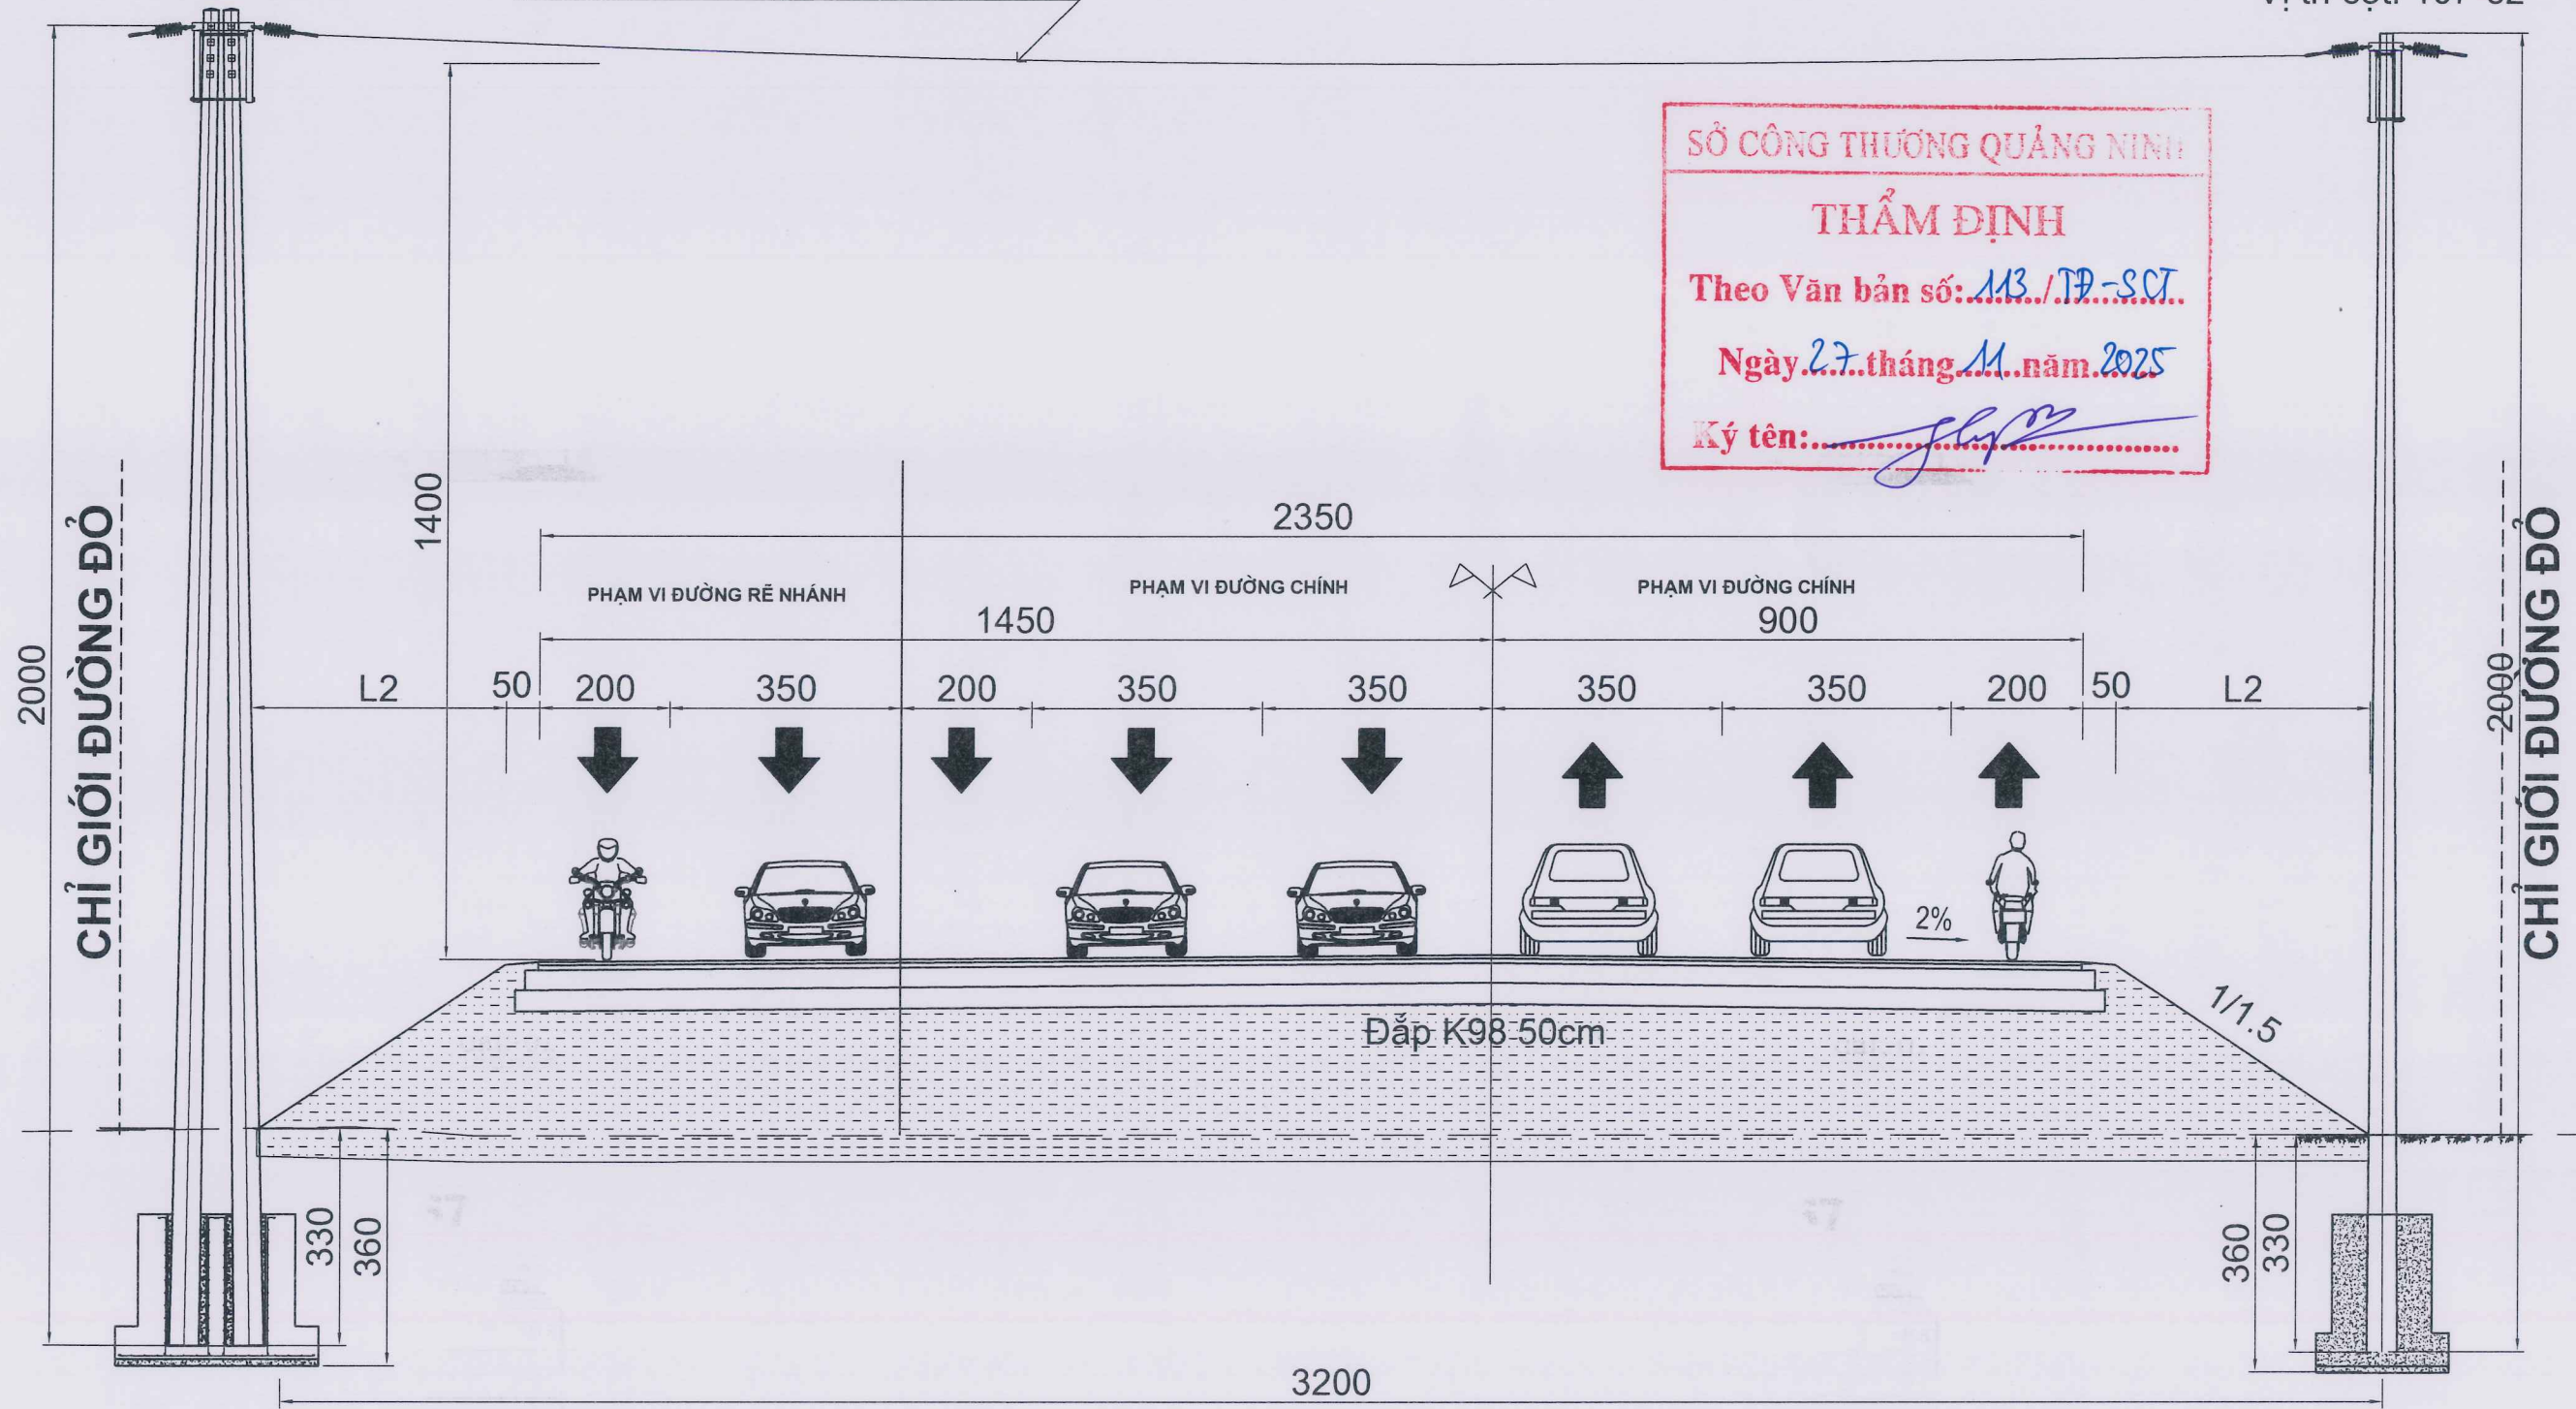 SỞ CÔNG THƯƠNG QUẢNG NINH
THẨM ĐỊNH
Theo Văn bản số: 113/TĐ-SCT
Ngày 27 tháng 11 năm 2025
Ký tên:
1400
2350
PHẠM VI ĐƯỜNG RẼ NHÁNH
PHẠM VI ĐƯỜNG CHÍNH
PHẠM VI ĐƯỜNG CHÍNH
1450
900
2000
CHỈ GIỚI ĐƯỜNG ĐỎ
L2
50
200
350
200
350
350
350
350
200
50
L2
2000
CHỈ GIỚI ĐƯỜNG ĐỎ
2%
1/1.5
Đắp K98 50cm
330
360
360
330
3200